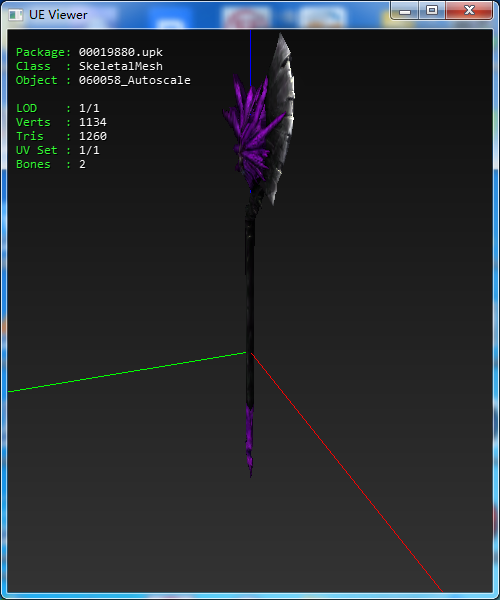 UE Viewer
Package: 00019880.upk
Class : SkeletalMesh
Object : 060058_Autoscale
LOD : 1/1
Verts : 1134
Tris : 1260
UV Set : 1/1
Bones : 2